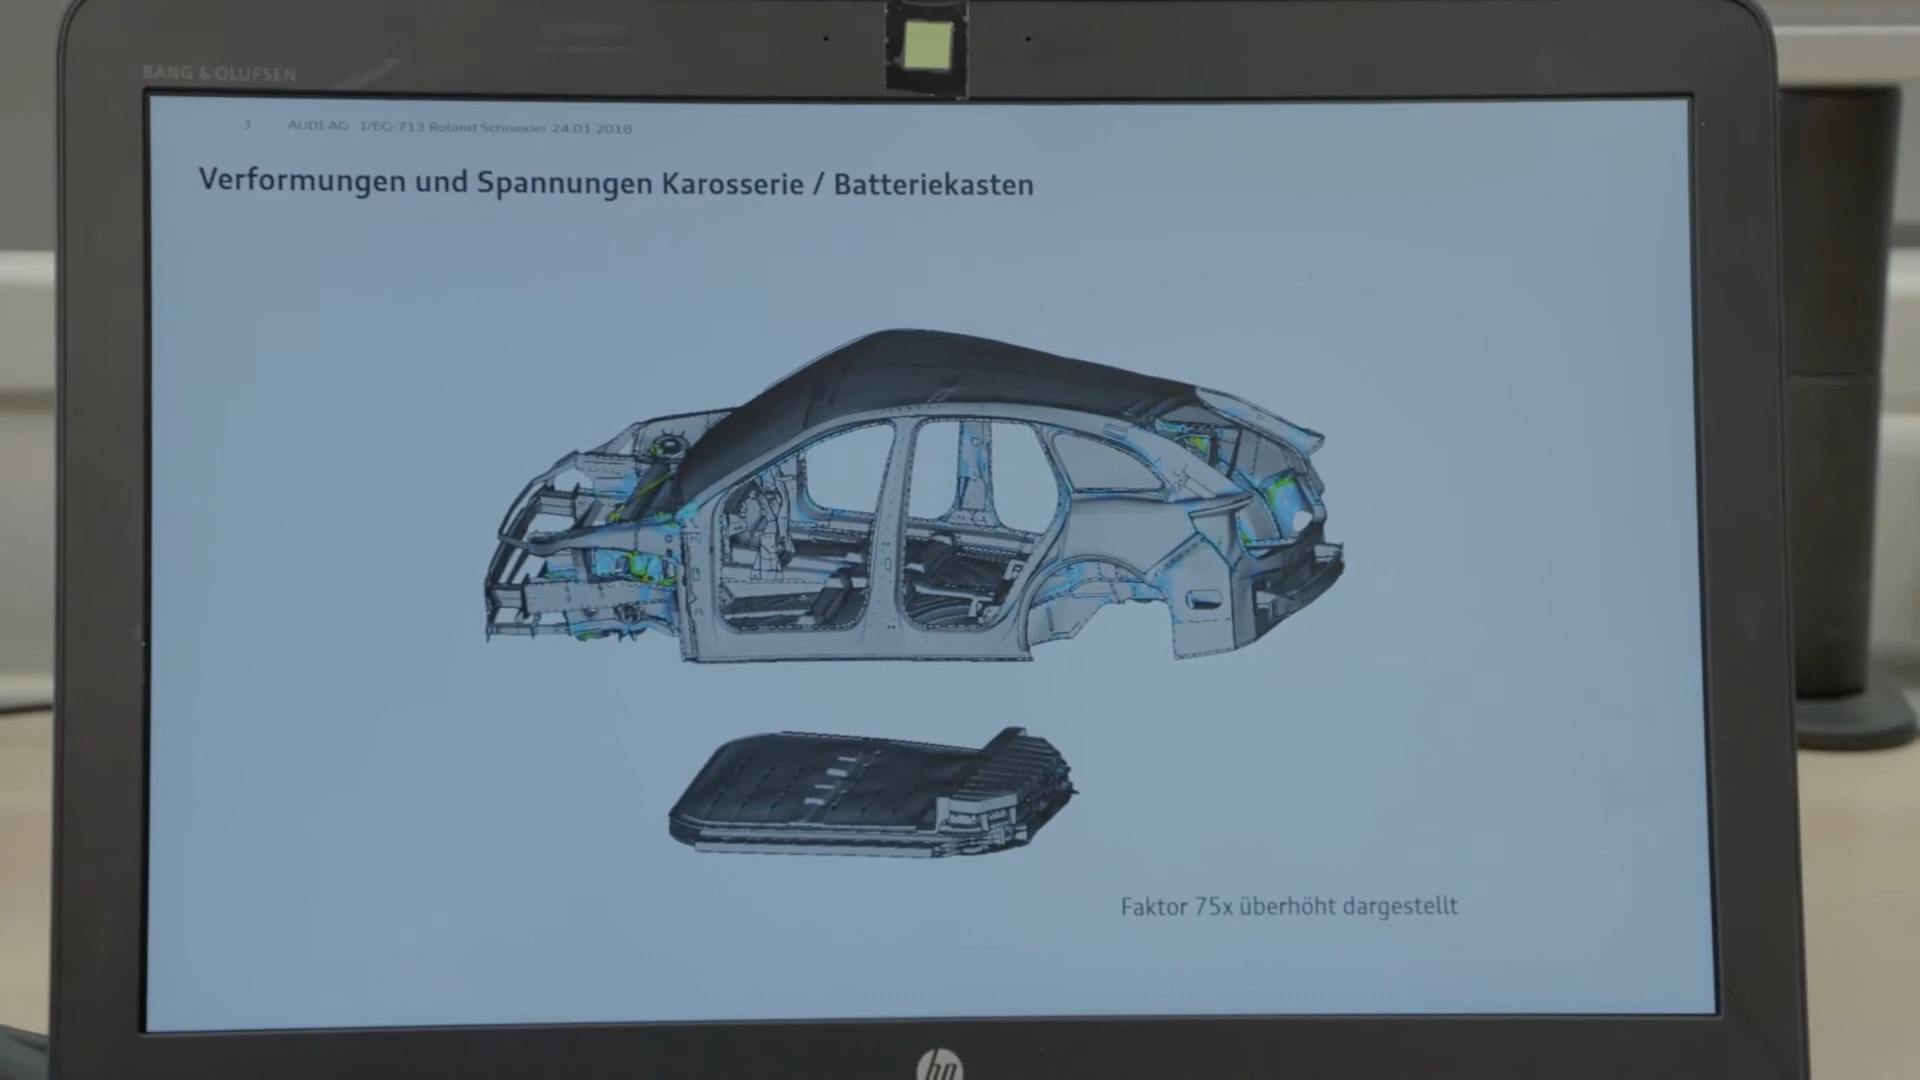 BANG & OLUFSEN
3 AUDI AG I/EG-713 Roland Schneider 24.01.2018
Verformungen und Spannungen Karosserie / Batteriekasten
Faktor 75x überhöht dargestellt
hp